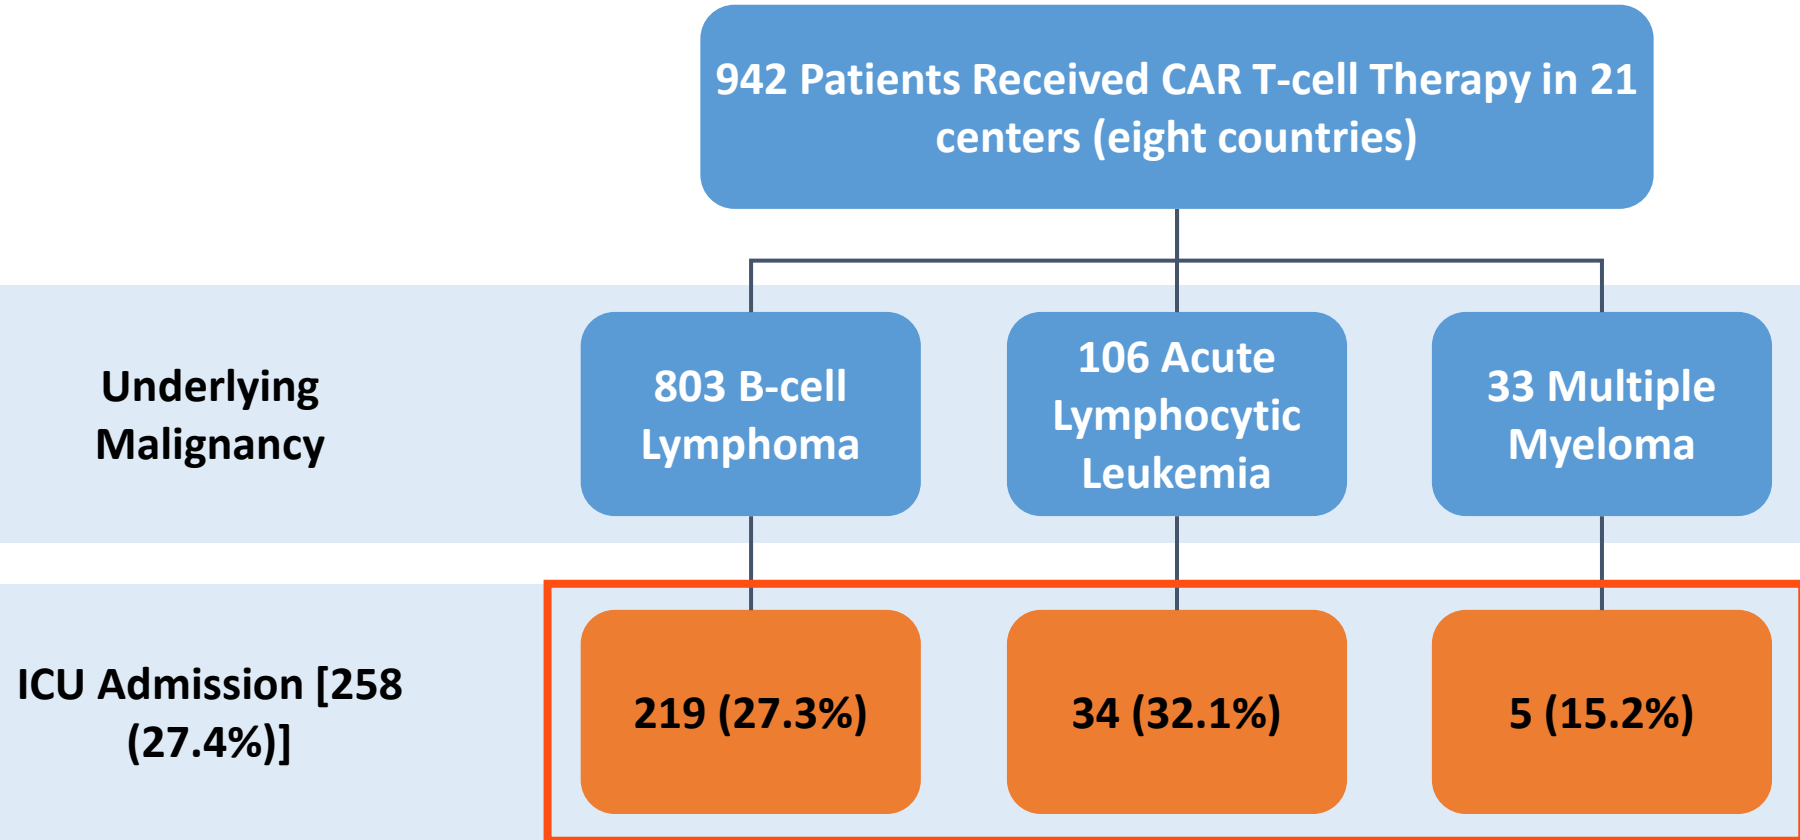 942 Patients Received CAR T-cell Therapy in 21
centers (eight countries)
Underlying
Malignancy
803 B-cell
Lymphoma
106 Acute
Lymphocytic
Leukemia
33 Multiple
Myeloma
ICU Admission [258
(27.4%)]
219 (27.3%)
34 (32.1%)
5 (15.2%)